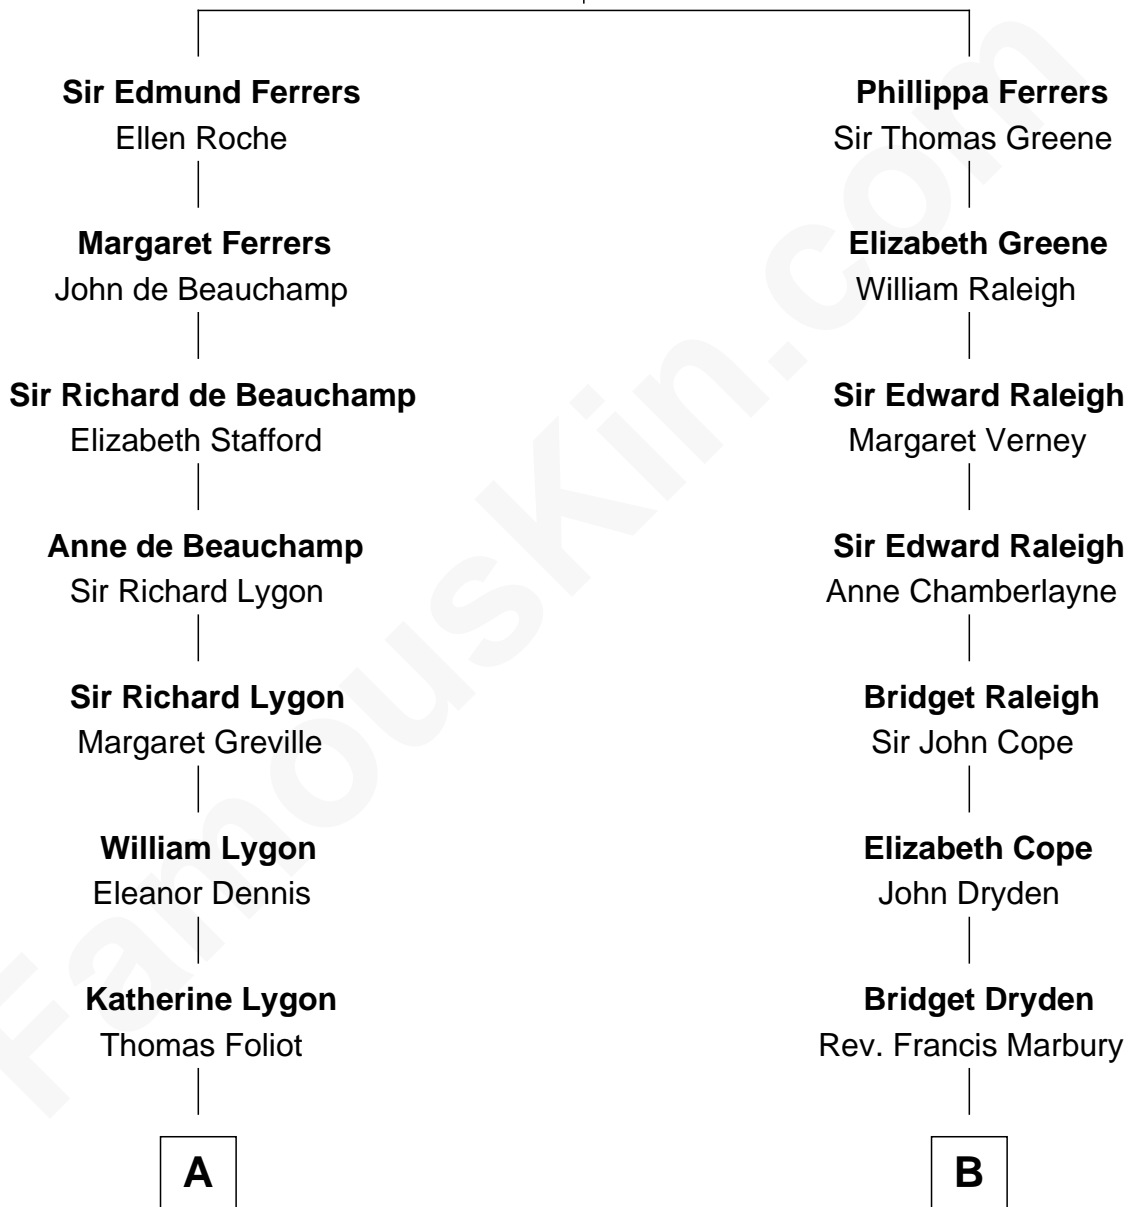 Sir Edmund Ferrers
Ellen Roche
Margaret Ferrers
John de Beauchamp
Sir Richard de Beauchamp
Elizabeth Stafford
Anne de Beauchamp
Sir Richard Lygon
Sir Richard Lygon
Margaret Greville
William Lygon
Eleanor Dennis
Katherine Lygon
Thomas Foliot
A
Phillippa Ferrers
Sir Thomas Greene
Elizabeth Greene
William Raleigh
Sir Edward Raleigh
Margaret Verney
Sir Edward Raleigh
Anne Chamberlayne
Bridget Raleigh
Sir John Cope
Elizabeth Cope
John Dryden
Bridget Dryden
Rev. Francis Marbury
B
FamousKin.com